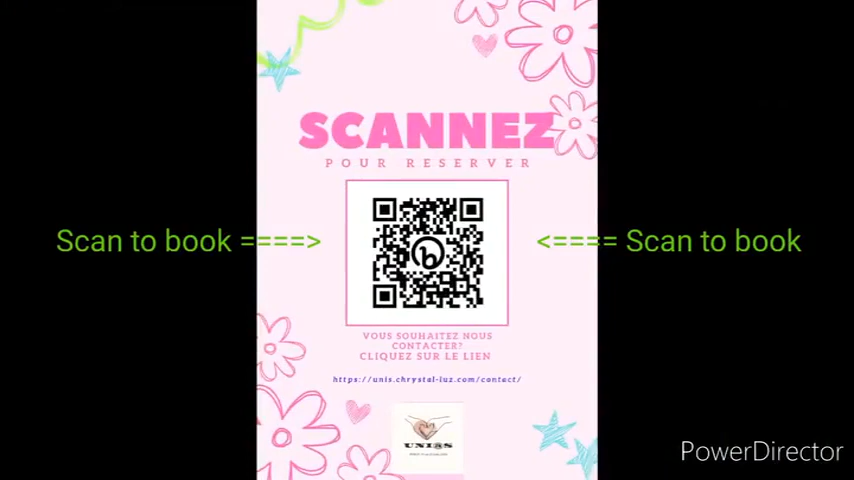 SCANNEZ
POUR RESERVER
Scan to book ====> <==== Scan to book
VOUS SOUHAITEZ NOUS
CONTACTER?
CLIQUEZ SUR LE LIEN
https://unis.chrystal-luz.com/contact/
UNI@S
PowerDirector